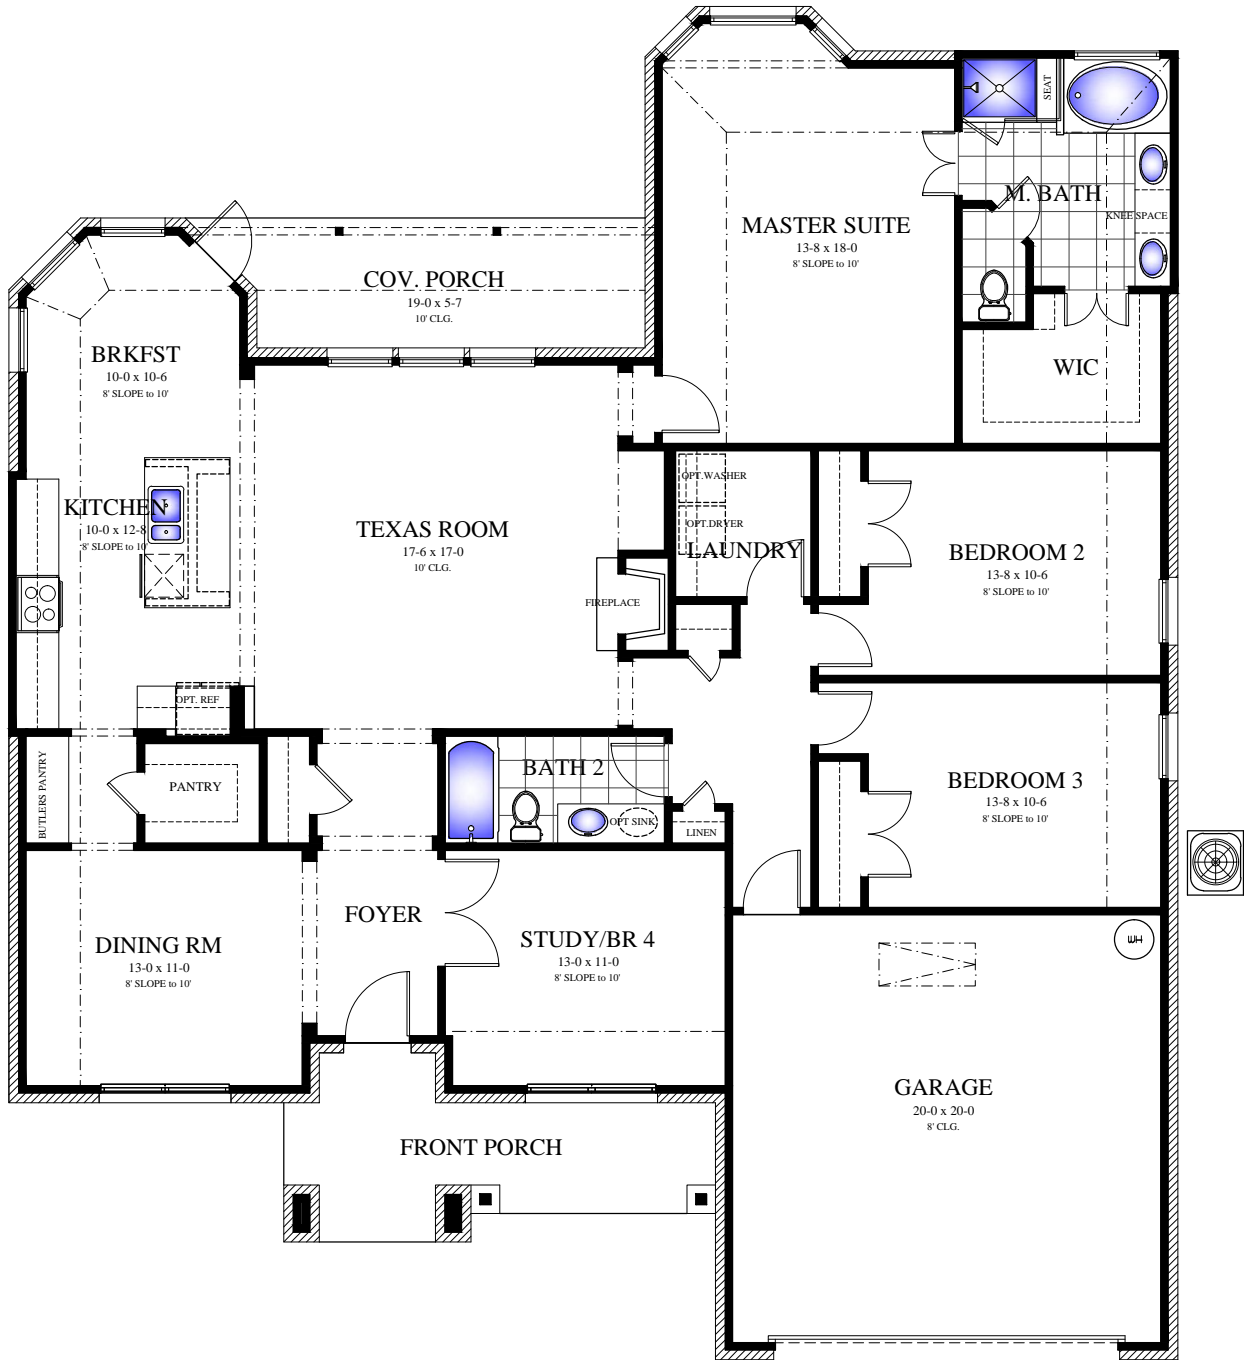 SEAT
M. BATH
KNEE SPACE
MASTER SUITE
13-8 x 18-0
8' SLOPE to 10'
COV. PORCH
19-0 x 5-7
10' CLG.
BRKFST
10-0 x 10-6
8' SLOPE to 10'
WIC
OPT.WASHER
KITCHEN
10-0 x 12-8
8' SLOPE to 10'
TEXAS ROOM
17-6 x 17-0
10' CLG.
OPT.DRYER
LAUNDRY
BEDROOM 2
13-8 x 10-6
8' SLOPE to 10'
FIREPLACE
OPT. REF
BATH 2
BEDROOM 3
13-8 x 10-6
8' SLOPE to 10'
PANTRY
BUTLERS PANTRY
OPT SINK
LINEN
FOYER
DINING RM
13-0 x 11-0
8' SLOPE to 10'
STUDY/BR 4
13-0 x 11-0
8' SLOPE to 10'
WH
GARAGE
20-0 x 20-0
8' CLG.
FRONT PORCH